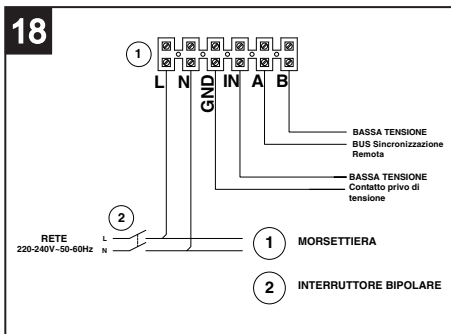 18
1
L N GND IN A B
BASSA TENSIONE
BUS Sincronizzazione
Remota
BASSA TENSIONE
Contatto privo di
tensione
2
RETE
220-240V~50-60Hz
L
N
1 MORSETTIERA
2 INTERRUTTORE BIPOLARE